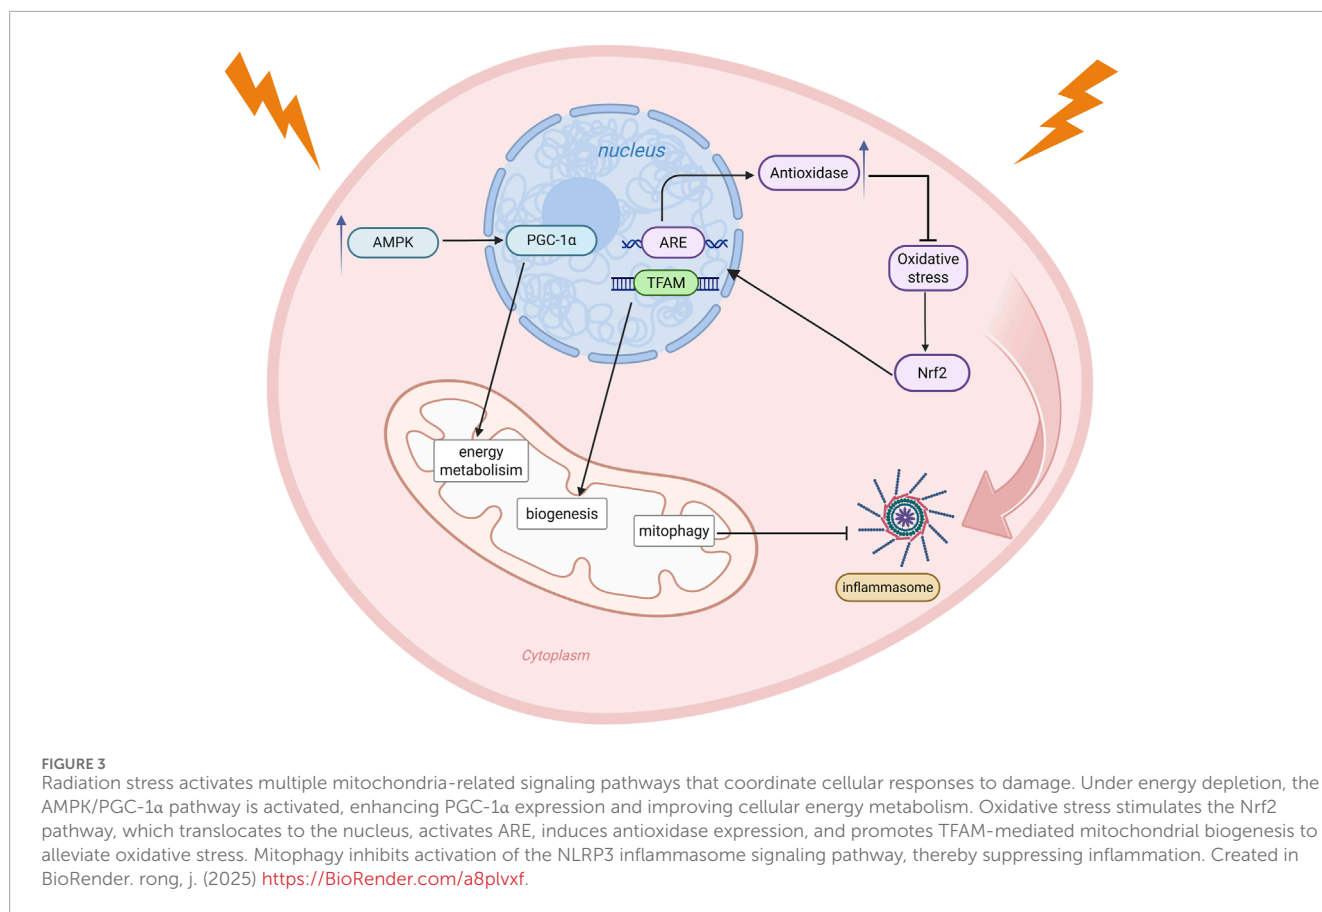 nucleus
Antioxidase
AMPK
PGC-1α
ARE
Oxidative
stress
TFAM
Nrf2
energy
metabolisim
biogenesis
mitophagy
inflammasome
Cytoplasm
FIGURE 3
Radiation stress activates multiple mitochondria-related signaling pathways that coordinate cellular responses to damage. Under energy depletion, the
AMPK/PGC-1α pathway is activated, enhancing PGC-1α expression and improving cellular energy metabolism. Oxidative stress stimulates the Nrf2
pathway, which translocates to the nucleus, activates ARE, induces antioxidase expression, and promotes TFAM-mediated mitochondrial biogenesis to
alleviate oxidative stress. Mitophagy inhibits activation of the NLRP3 inflammasome signaling pathway, thereby suppressing inflammation. Created in
BioRender. rong, j. (2025) https://BioRender.com/a8plvxf.